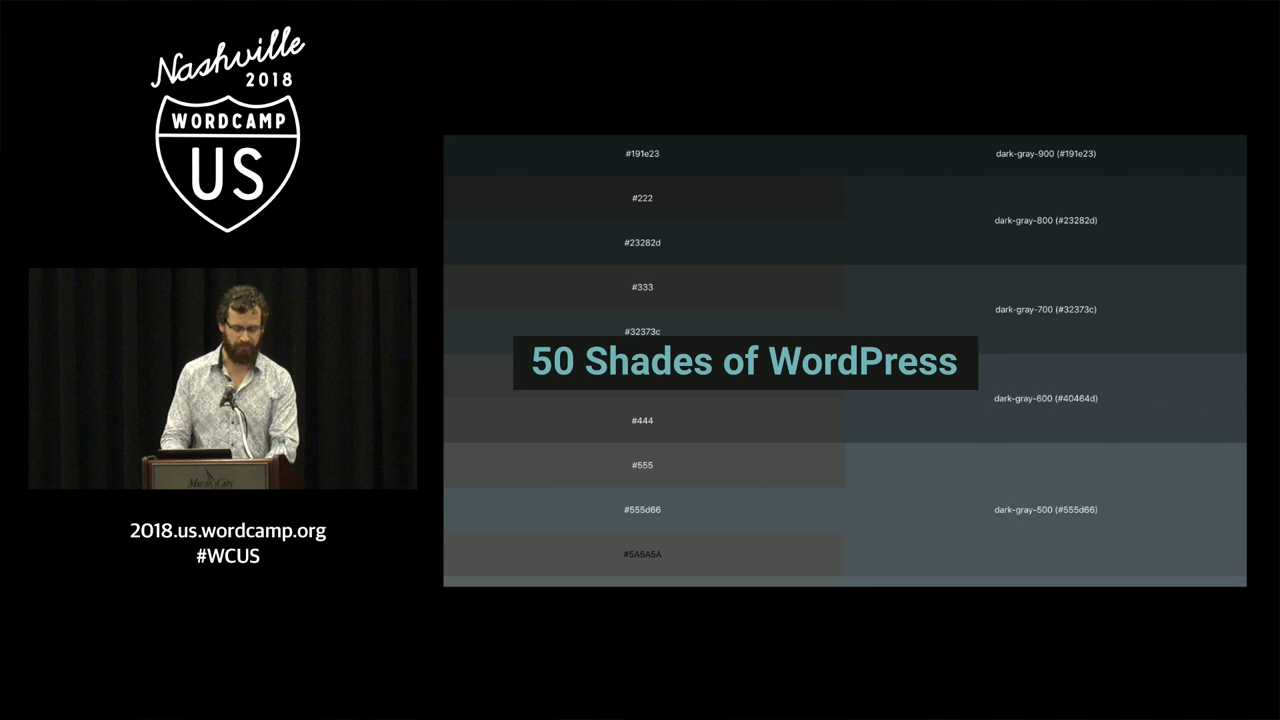 Nashville
2018
WORDCAMP
US
2018.us.wordcamp.org
#WCUS
Music City
#191e23
dark-gray-900 (#191e23)
#222
dark-gray-800 (#23282d)
#23282d
#333
dark-gray-700 (#32373c)
#32373c
50 Shades of WordPress
dark-gray-600 (#40464d)
#444
#555
#555d66
dark-gray-500 (#555d66)
#5A5A5A